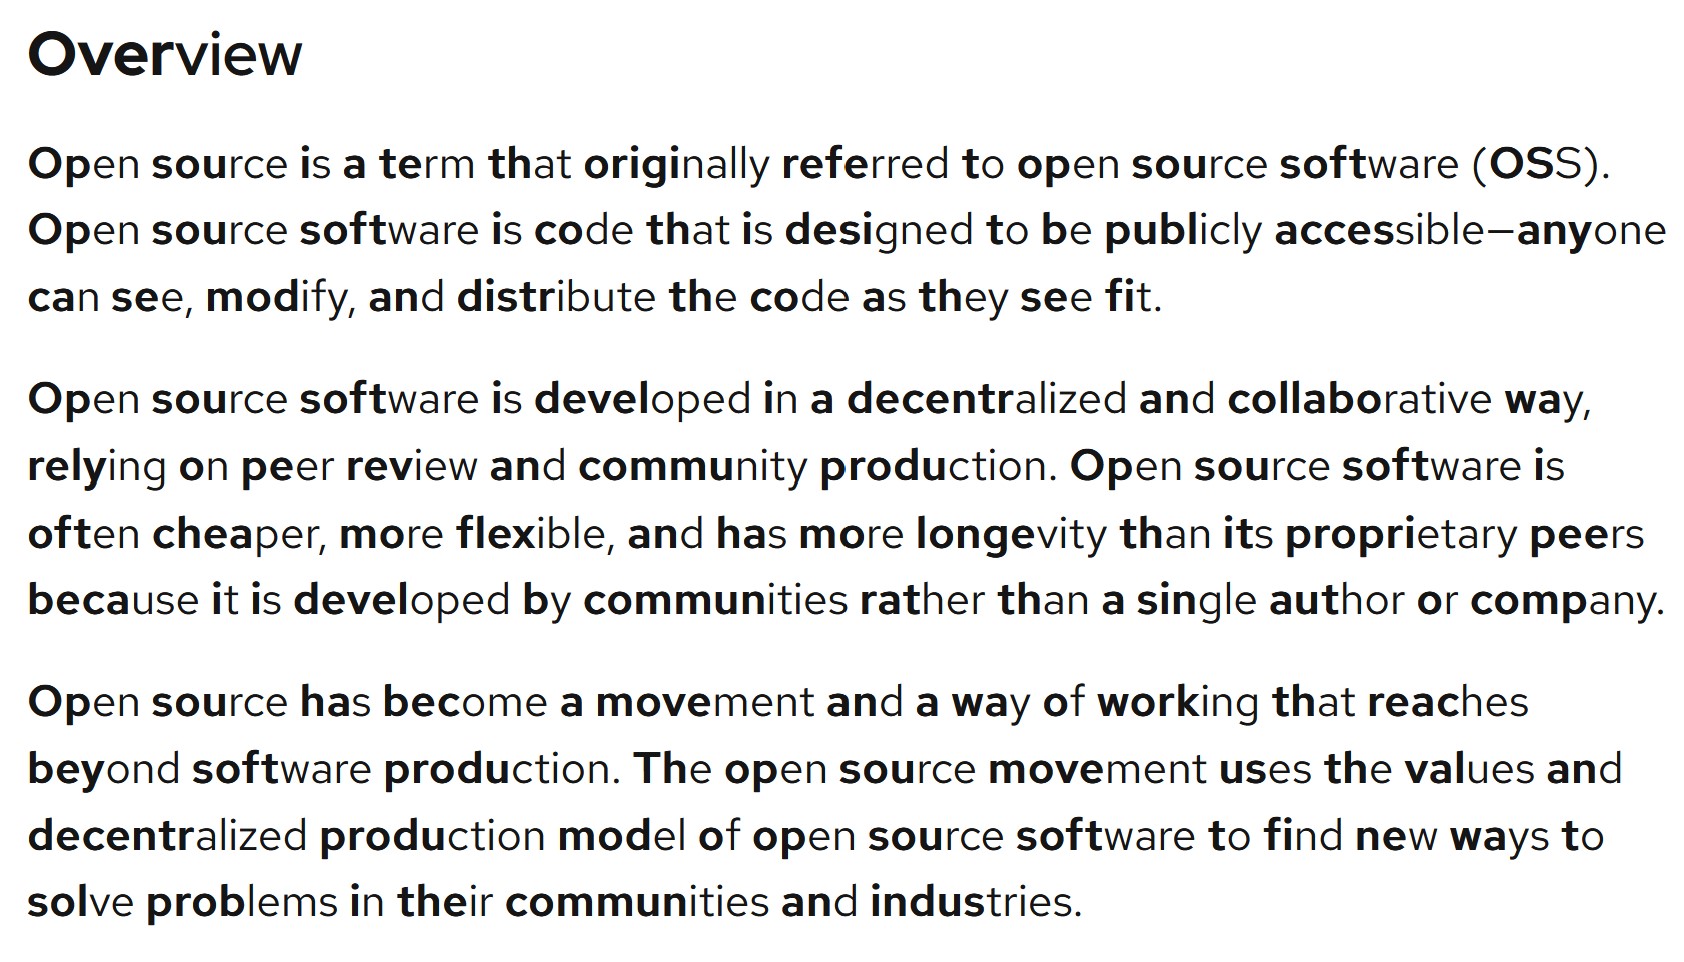 Overview
Open source is a term that originally referred to open source software (OSS).
Open source software is code that is designed to be publicly accessible—anyone
can see, modify, and distribute the code as they see fit.
Open source software is developed in a decentralized and collaborative way,
relying on peer review and community production. Open source software is
often cheaper, more flexible, and has more longevity than its proprietary peers
because it is developed by communities rather than a single author or company.
Open source has become a movement and a way of working that reaches
beyond software production. The open source movement uses the values and
decentralized production model of open source software to find new ways to
solve problems in their communities and industries.